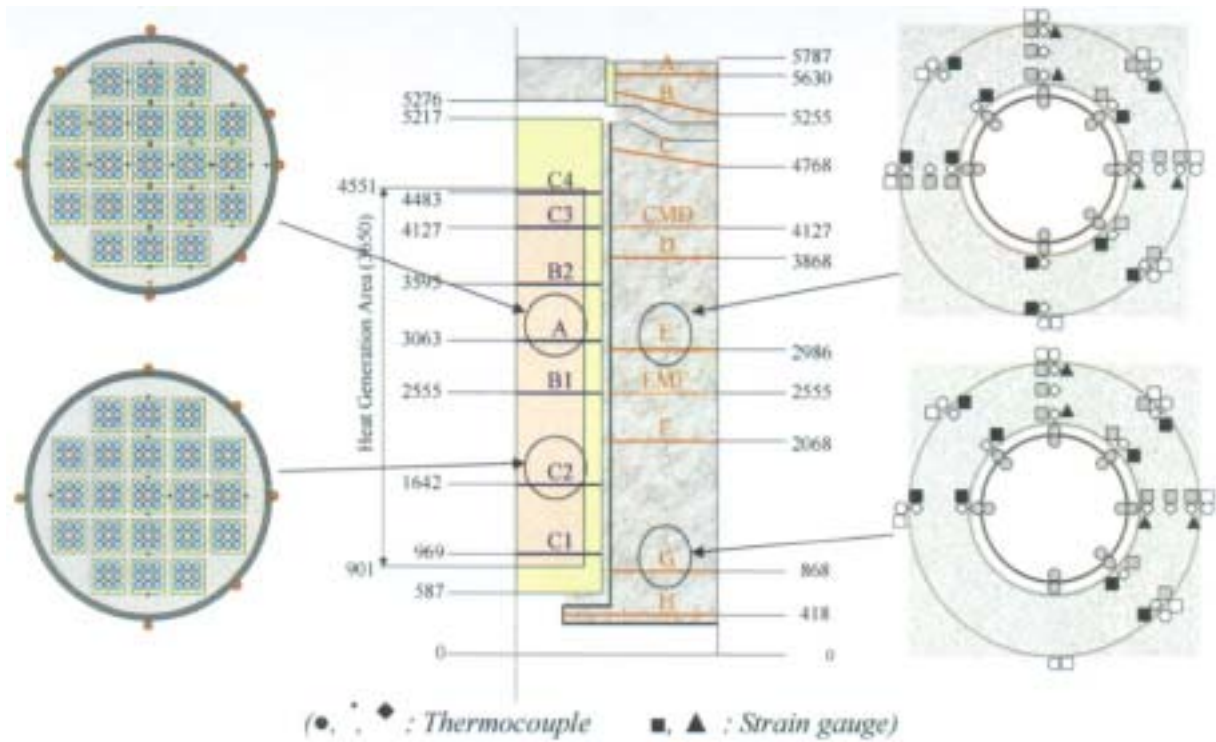 A
5787
5630
B
5276
5217
5255
C
4768
4551
C4
4483
C3
CMD
4127
4127
D
3868
B2
3595
Heat Generation Area (3650)
A
E
3063
2986
B1
2555
2555
2068
C2
1642
C1
969
G
901
868
587
H
418
0
0
(●, ·, ◆ : Thermocouple ■, ▲ : Strain gauge)